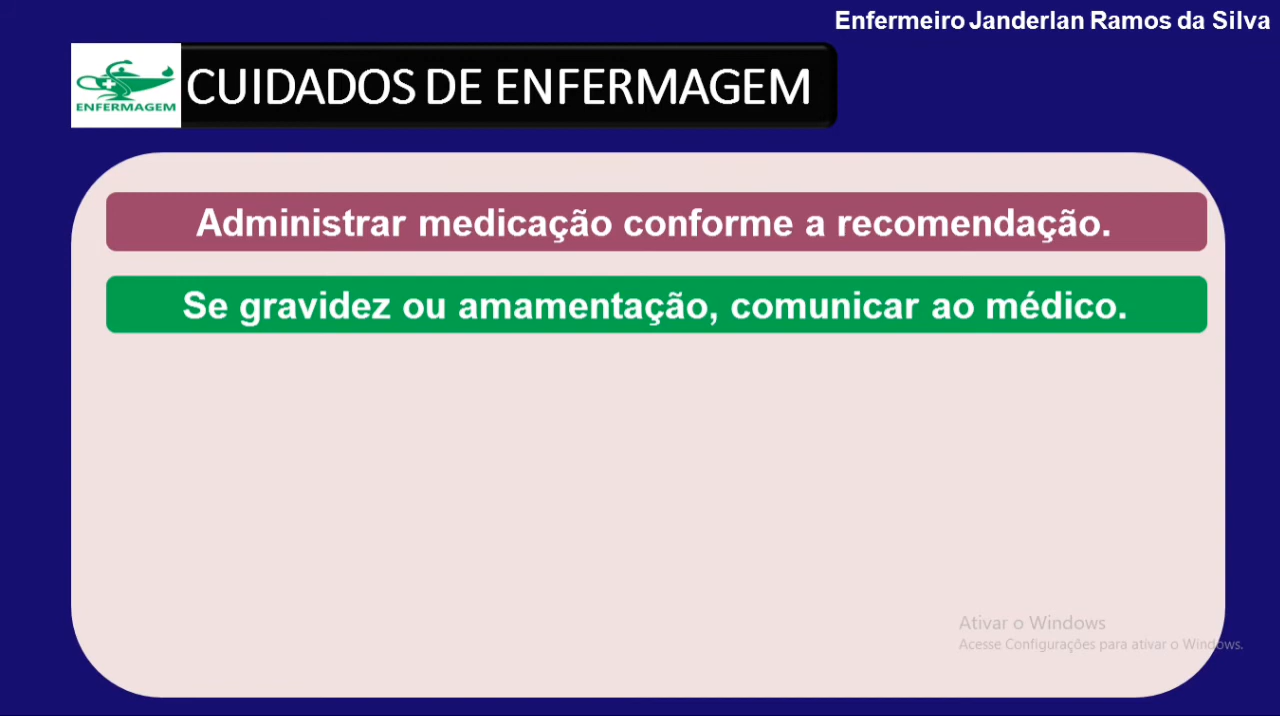 Enfermeiro Janderlan Ramos da Silva
ENFERMAGEM
CUIDADOS DE ENFERMAGEM
Administrar medicação conforme a recomendação.
Se gravidez ou amamentação, comunicar ao médico.
Ativar o Windows
Acesse Configurações para ativar o Windows.